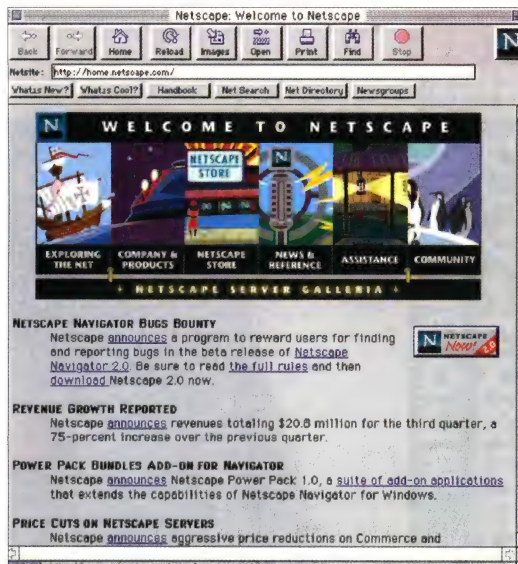 Netscape: Welcome to Netscape
Back Forward Home Reload Images Open Print Find Stop
N
Netsite: http://home.netscape.com/
What's New? What's Cool? Handbook Net Search Net Directory Newsgroups
N WELCOME TO NETSCAPE
NETSCAPE
STORE
N
EXPLORING
THE NET
COMPANY &
PRODUCTS
NETSCAPE
STORE
NEWS &
REFERENCE
ASSISTANCE
COMMUNITY
+ NETSCAPE SERVER GALLERIA +
NETSCAPE NAVIGATOR BUGS BOUNTY
Netscape announces a program to reward users for finding
and reporting bugs in the beta release of Netscape
Navigator 2.0. Be sure to read the full rules and then
download Netscape 2.0 now.
N NETSCAPE
Now! 2.0
REVENUE GROWTH REPORTED
Netscape announces revenues totaling $20.8 million for the third quarter, a
75-percent increase over the previous quarter.
POWER PACK BUNDLES ADD-ON FOR NAVIGATOR
Netscape announces Netscape Power Pack 1.0, a suite of add-on applications
that extends the capabilities of Netscape Navigator for Windows.
PRICE CUTS ON NETSCAPE SERVERS
Netscape announces aggressive price reductions on Commerce and